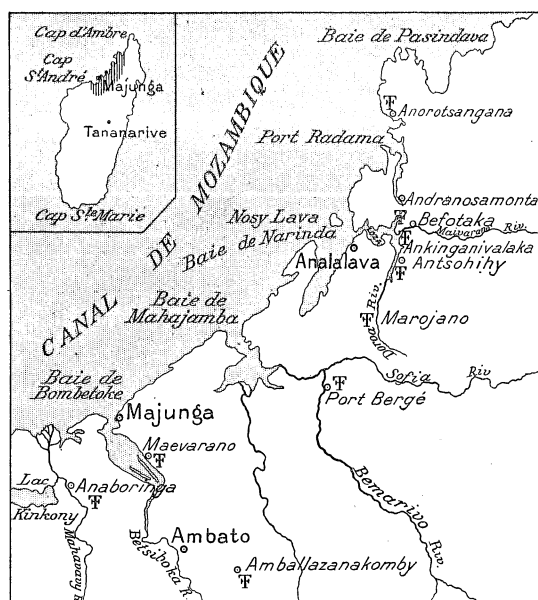 Cap d'Ambre
Cap
St André
Majunga
Tananarive
Cap Ste Marie
CANAL DE MOZAMBIQUE
Baie de Pasindava
Anorotsangana
Port Radama
Andranosamonta
Nosy Lava
Befotaka
Baie de Narinda
Maivarano Riv.
Ankinganivalaka
Analalava
Antsohihy
Baie de
Mahajamba
Riv.
Marojano
Sofia Riv
Baie de
Bombetoke
Port Bergé
Majunga
Maevarano
Lac
Kinkony
Anaboringa
Bemarivo Riv.
Ambato
Betsiboka R.
Amballazanakomby